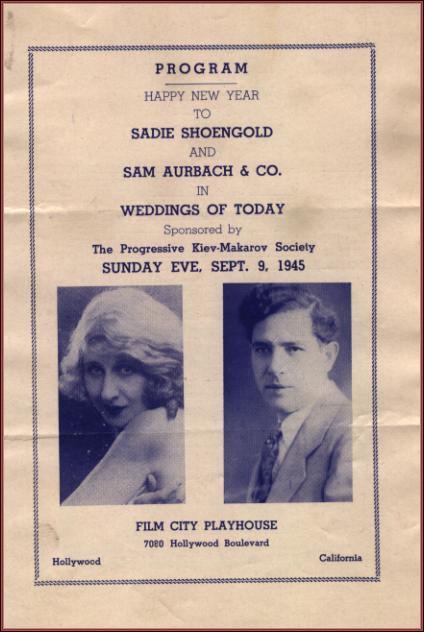 PROGRAM
HAPPY NEW YEAR
TO
SADIE SHOENGOLD
AND
SAM AURBACH & CO.
IN
WEDDINGS OF TODAY
Sponsored by
The Progressive Kiev-Makarov Society
SUNDAY EVE, SEPT. 9, 1945
FILM CITY PLAYHOUSE
7080 Hollywood Boulevard
Hollywood California